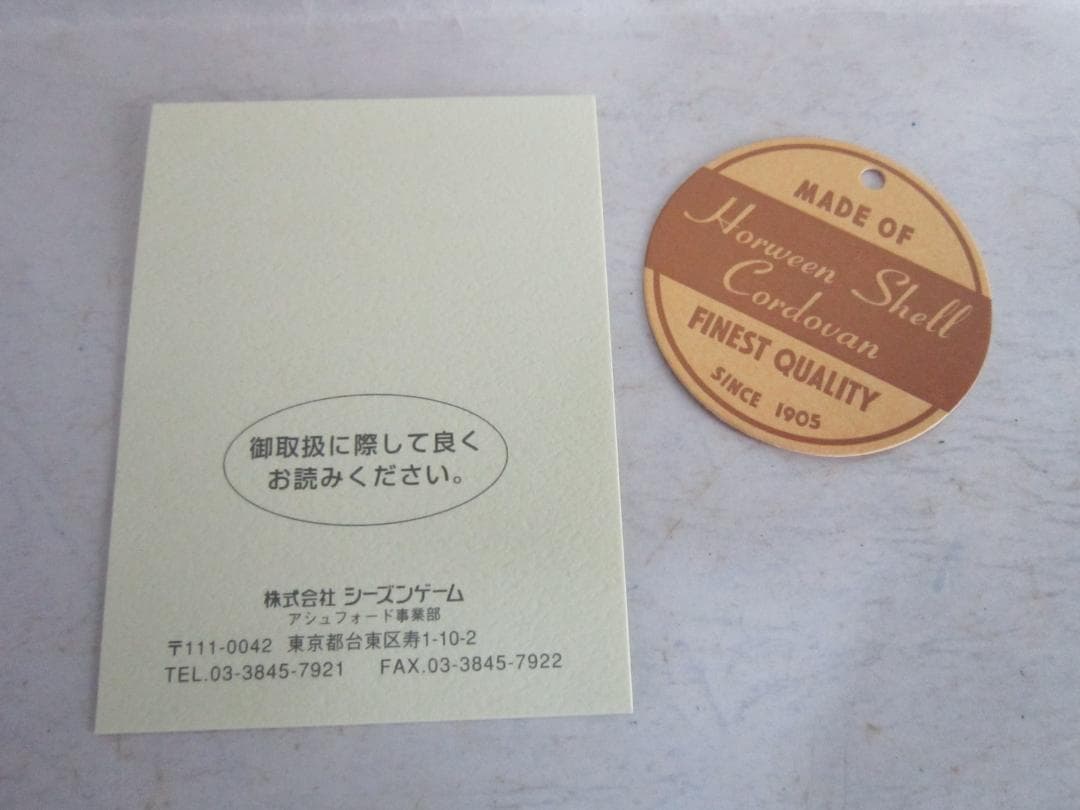 御取扱に際して良く
お読みください。
株式会社 シーズンゲーム
アシュフォード事業部
〒111-0042 東京都台東区寿1-10-2
TEL.03-3845-7921 FAX.03-3845-7922
MADE OF
Horween Shell
Cordovan
FINEST QUALITY
SINCE 1905